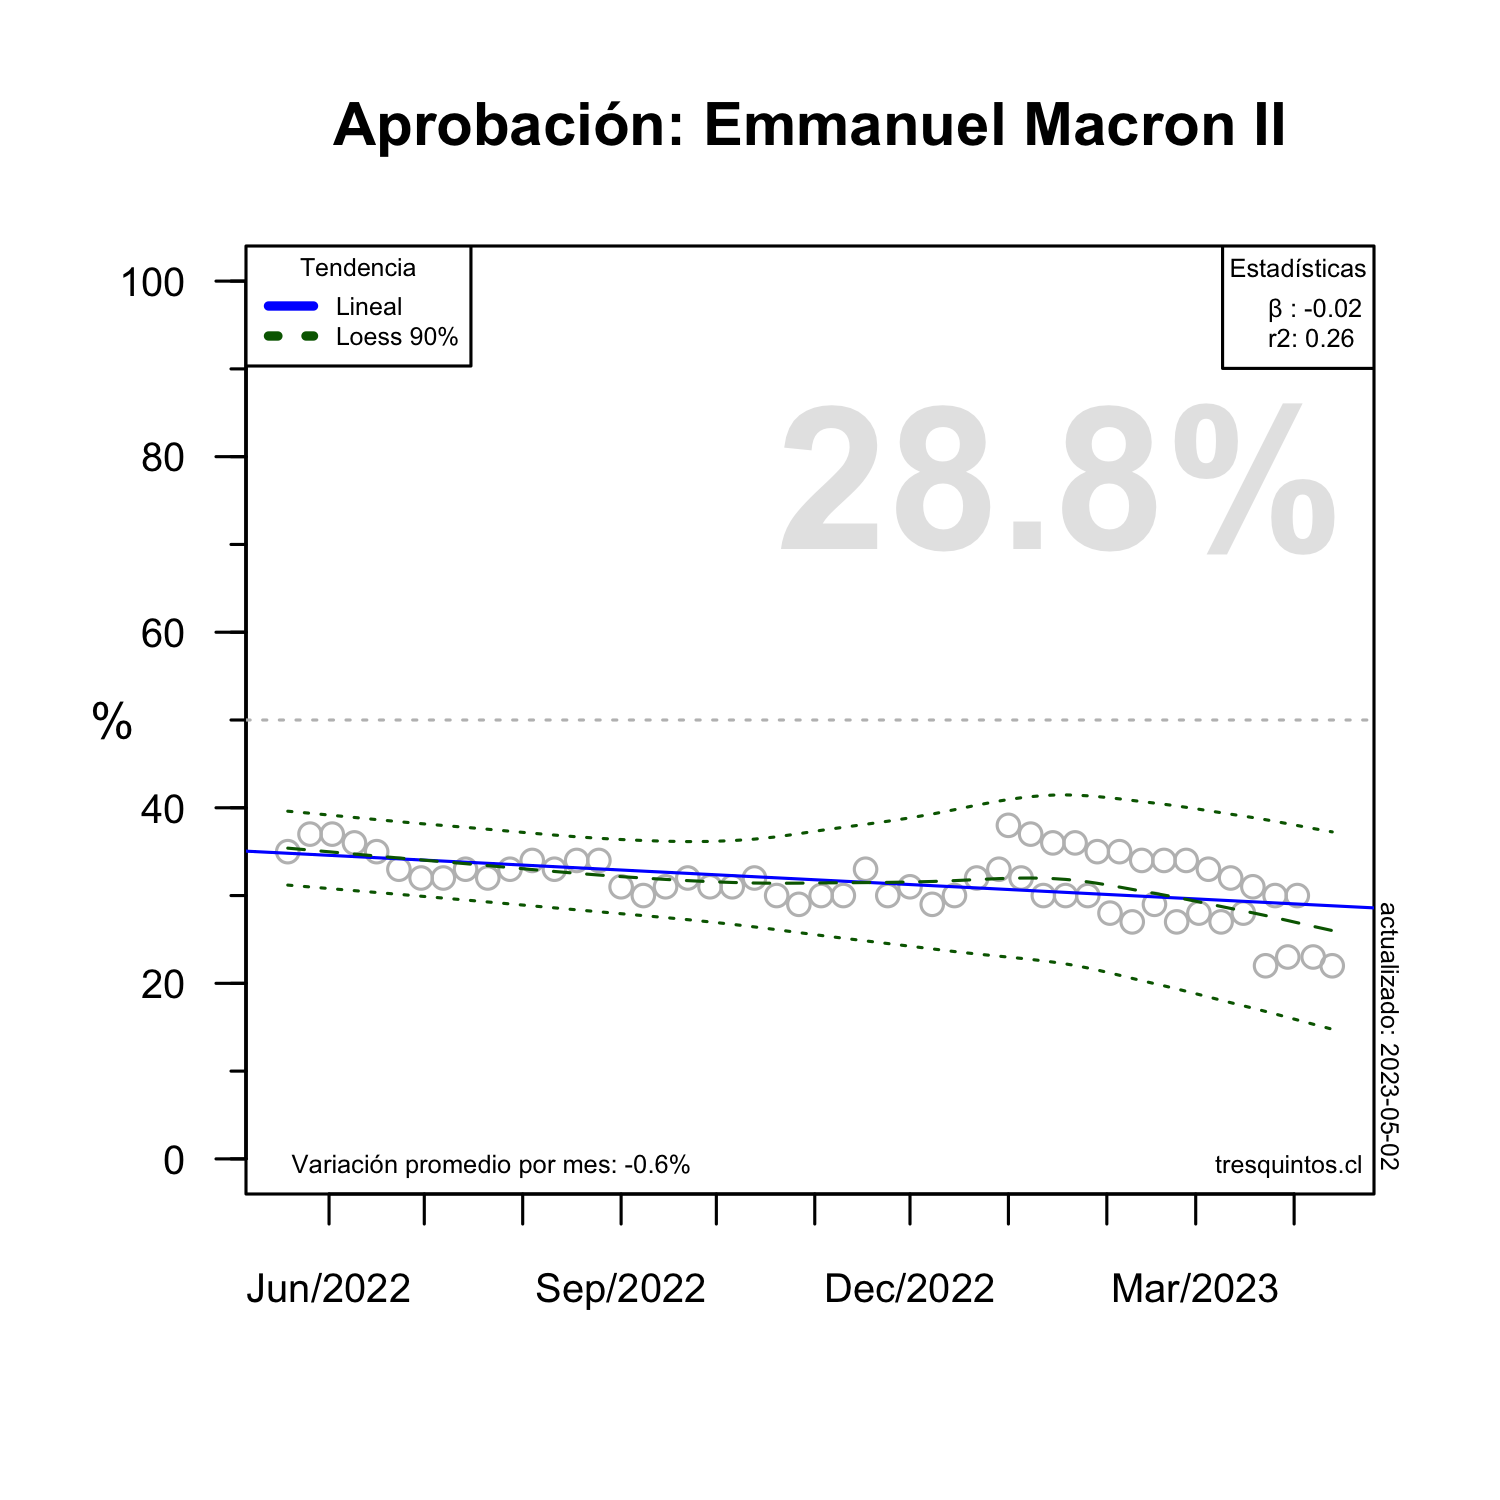 Aprobación: Emmanuel Macron II
Tendencia
Lineal
Loess 90%
Estadísticas
β : -0.02
r2: 0.26
28.8%
100
80
60
40
20
0
%
Variación promedio por mes: -0.6%
tresquintos.cl
actualizado: 2023-05-02
Jun/2022
Sep/2022
Dec/2022
Mar/2023